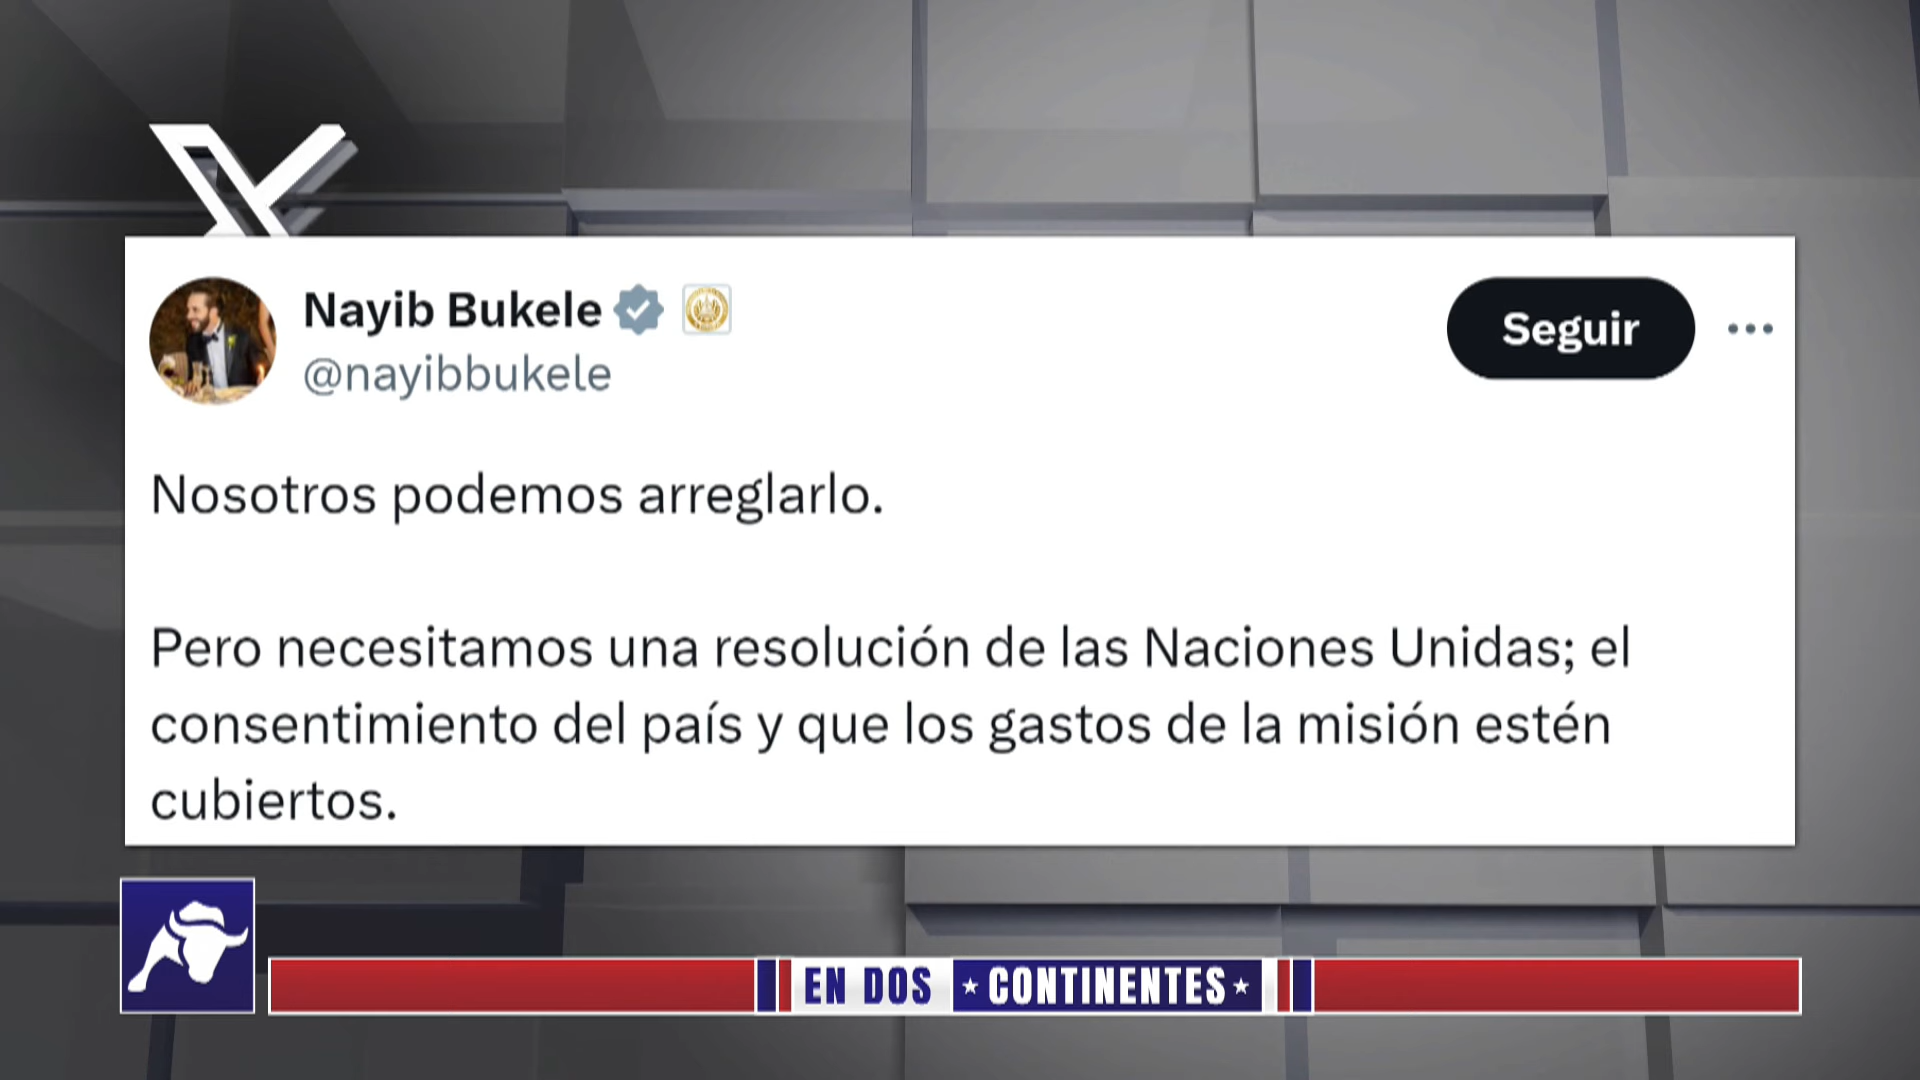 Nayib Bukele
@nayibbukele
Seguir
Nosotros podemos arreglarlo.
Pero necesitamos una resolución de las Naciones Unidas; el
consentimiento del país y que los gastos de la misión estén
cubiertos.
EN DOS CONTINENTES